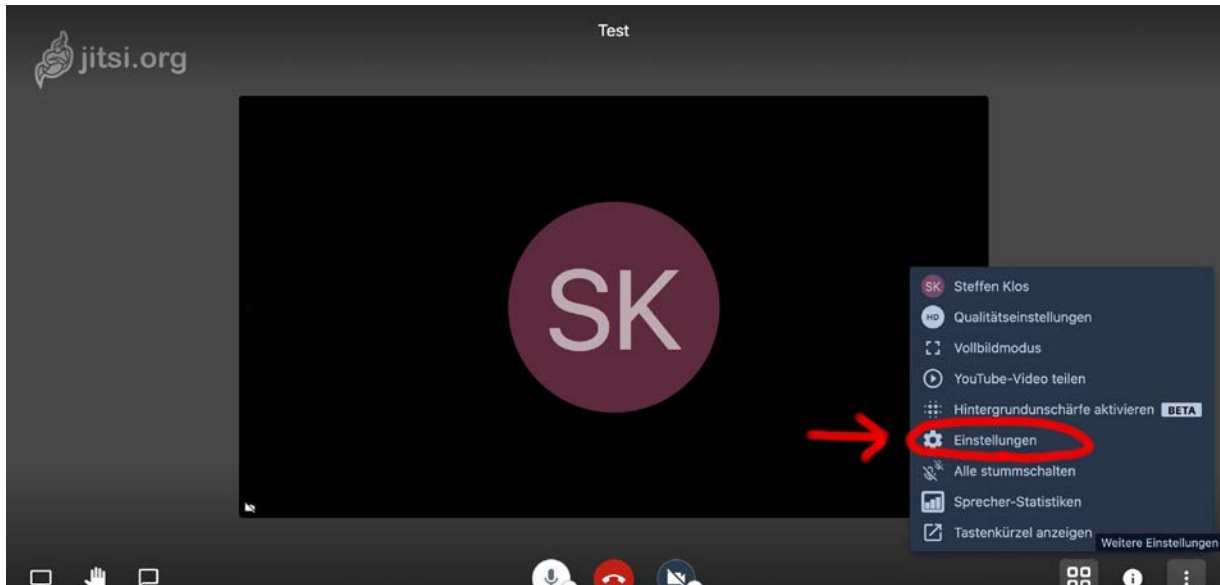 Test
jitsi.org
SK
SK Steffen Klos
HD Qualitätseinstellungen
Vollbildmodus
YouTube-Video teilen
Hintergrundunschärfe aktivieren BETA
Einstellungen
Alle stummschalten
Sprecher-Statistiken
Tastenkürzel anzeigen
Weitere Einstellungen